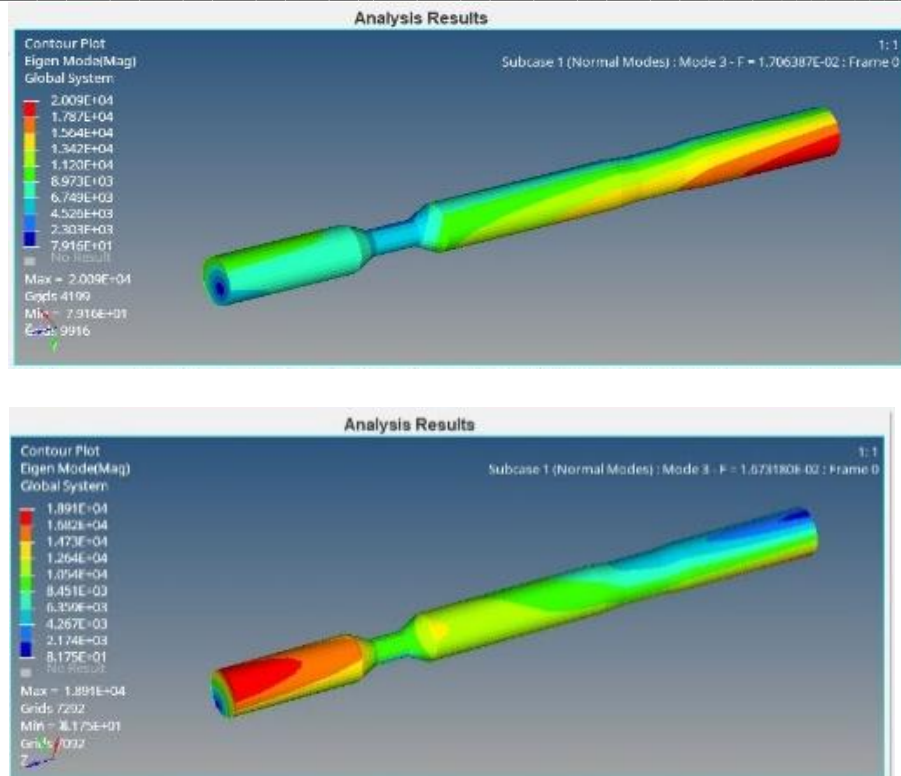 Analysis Results
Contour Plot
Eigen Mode(Mag)
Global System
1: 1
Subcase 1 (Normal Modes) : Mode 3 - F = 1.706387E-02 : Frame 0
2.009E+04
1.787E+04
1.564E+04
1.342E+04
1.120E+04
8.973E+03
6.749E+03
4.526E+03
2.303E+03
7.916E+01
No Result
Max = 2.009E+04
Grids 4199
Min = 7.916E+01
Grids 9916
Analysis Results
Contour Plot
Eigen Mode(Mag)
Global System
1: 1
Subcase 1 (Normal Modes) : Mode 3 - F = 1.673180E-02 : Frame 0
1.891E+04
1.682E+04
1.473E+04
1.264E+04
1.054E+04
8.451E+03
6.359E+03
4.267E+03
2.174E+03
8.175E+01
No Result
Max = 1.891E+04
Grids 7292
Min = 8.175E+01
Grids 7092
Z